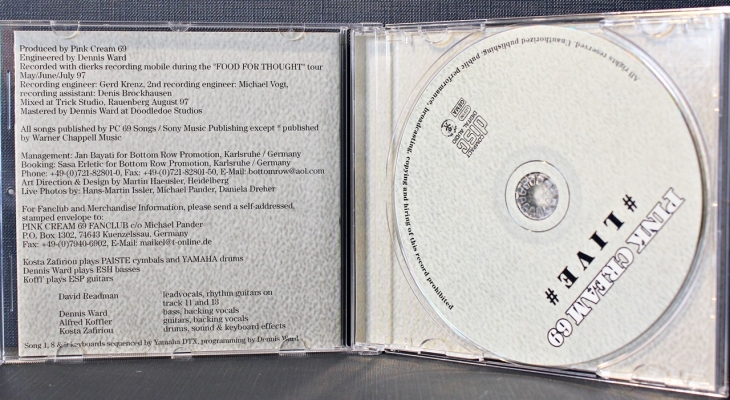 Produced by Pink Cream 69
Engineered by Dennis Ward
Recorded with dierks recording mobile during the "FOOD FOR THOUGHT" tour
May/June/July 97
Recording engineer: Gerd Krenz, 2nd recording engineer: Michael Vogt,
recording assistant: Denis Brockhausen
Mixed at Trick Studio, Rauenberg August 97
Mastered by Dennis Ward at Doodledoe Studios
All songs published by PC 69 Songs / Sony Music Publishing except * published
by Warner Chappell Music
Management: Jan Bayati for Bottom Row Promotion, Karlsruhe / Germany
Booking: Sasa Erletic for Bottom Row Promotion, Karlsruhe / Germany
Phone: +49-(0)721-82801-0, Fax: +49-(0)721-82801-50, E-Mail: bottomrow@aol.com
Art Direction & Design by Martin Haeusler, Heidelberg
Live Photos by: Hans-Martin Issler, Michael Pander, Daniela Dreher
For Fanclub and Merchandise Information, please send a self-addressed,
stamped envelope to:
PINK CREAM 69 FANCLUB c/o Michael Pander
P.O. Box 1302, 74643 Kuenzelssau, Germany
Fax: +49-(0)7940-6902, E-Mail: maikel@t-online.de
Kosta Zafiriou plays PAISTE cymbals and YAMAHA drums
Dennis Ward plays ESH basses
Koffi plays ESP guitars
David Readman leadvocals, rhythm guitars on
track 11 and 13
Dennis Ward bass, backing vocals
Alfred Koffler guitars, backing vocals
Kosta Zafiriou drums, sound & keyboard effects
Song 1, 8 & keyboards sequenced by Yamaha DTX, programming by Dennis Ward
All rights reserved. Unauthorized publishing, public performance, broadcasting, copying and hiring of this record prohibited
GEMA
COMPACT
disc
DIGITAL AUDIO
PINK CREAM 69
# LIVE #